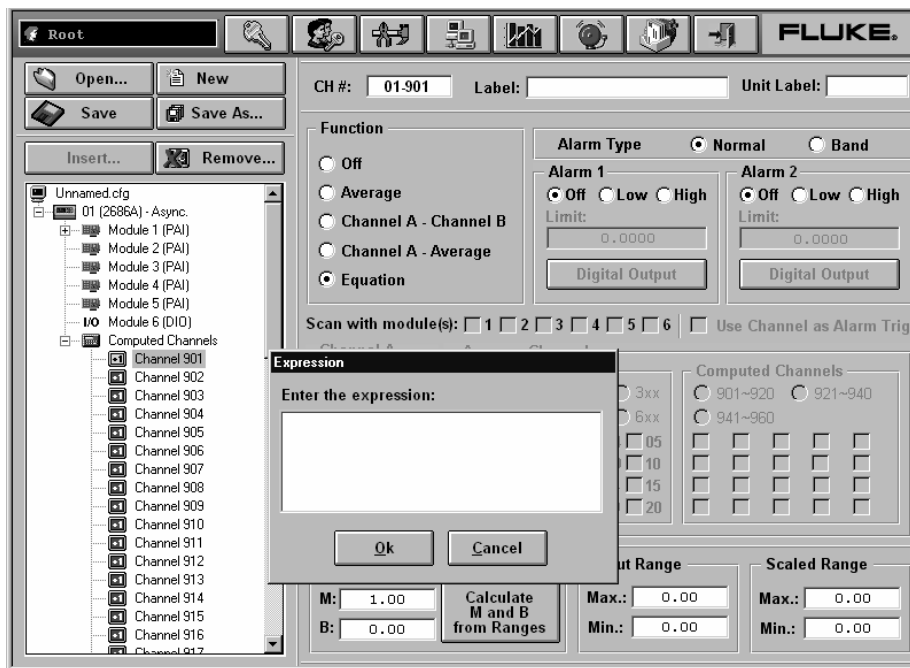 Root
FLUKE®
Open...
New
Save
Save As...
Insert...
Remove...
Unnamed.cfg
01 (2686A) - Async.
Module 1 (PAI)
Module 2 (PAI)
Module 3 (PAI)
Module 4 (PAI)
Module 5 (PAI)
I/O Module 6 (DIO)
Computed Channels
Channel 901
Channel 902
Channel 903
Channel 904
Channel 905
Channel 906
Channel 907
Channel 908
Channel 909
Channel 910
Channel 911
Channel 912
Channel 913
Channel 914
Channel 915
Channel 916
Channel 917
CH #: 01-901 Label: Unit Label:
Function
Off
Average
Channel A - Channel B
Channel A - Average
Equation
Alarm Type Normal Band
Alarm 1
Off Low High
Limit:
0.0000
Digital Output
Alarm 2
Off Low High
Limit:
0.0000
Digital Output
Scan with module(s): 1 2 3 4 5 6 Use Channel as Alarm Trig
Channel A
3xx
6xx
05
10
15
20
Computed Channels
901~920 921~940
941~960
Expression
Enter the expression:
Ok Cancel
M: 1.00
B: 0.00
Calculate
M and B
from Ranges
ut Range
Max.: 0.00
Min.: 0.00
Scaled Range
Max.: 0.00
Min.: 0.00